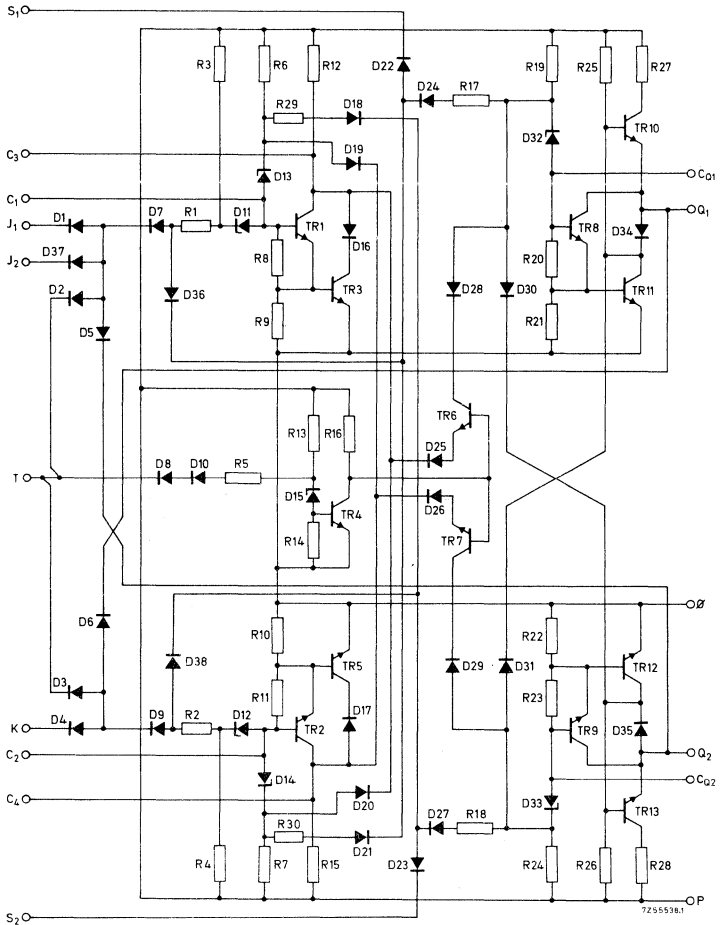 S1
R3
R6
R12
D22
R19
R25
R27
D24
R17
R29
D18
TR10
D32
C3
D19
D13
CQ1
C1
J1
D1
D7
R1
D11
TR1
TR8
Q1
D34
D37
J2
R8
D16
R20
D2
D36
TR3
D28
D30
TR11
D5
R9
R21
TR6
R13
R16
D25
T
D8
D10
R5
D15
TR4
D26
R14
TR7
Ø
D6
R10
R22
D38
TR5
D29
D31
TR12
D3
R11
R23
K
D4
D9
R2
D12
TR2
D17
TR9
D35
Q2
C2
D14
CQ2
C4
D20
D33
R30
D27
R18
TR13
D21
R4
R7
R15
D23
R24
R26
R28
P
7Z55538.1
S2